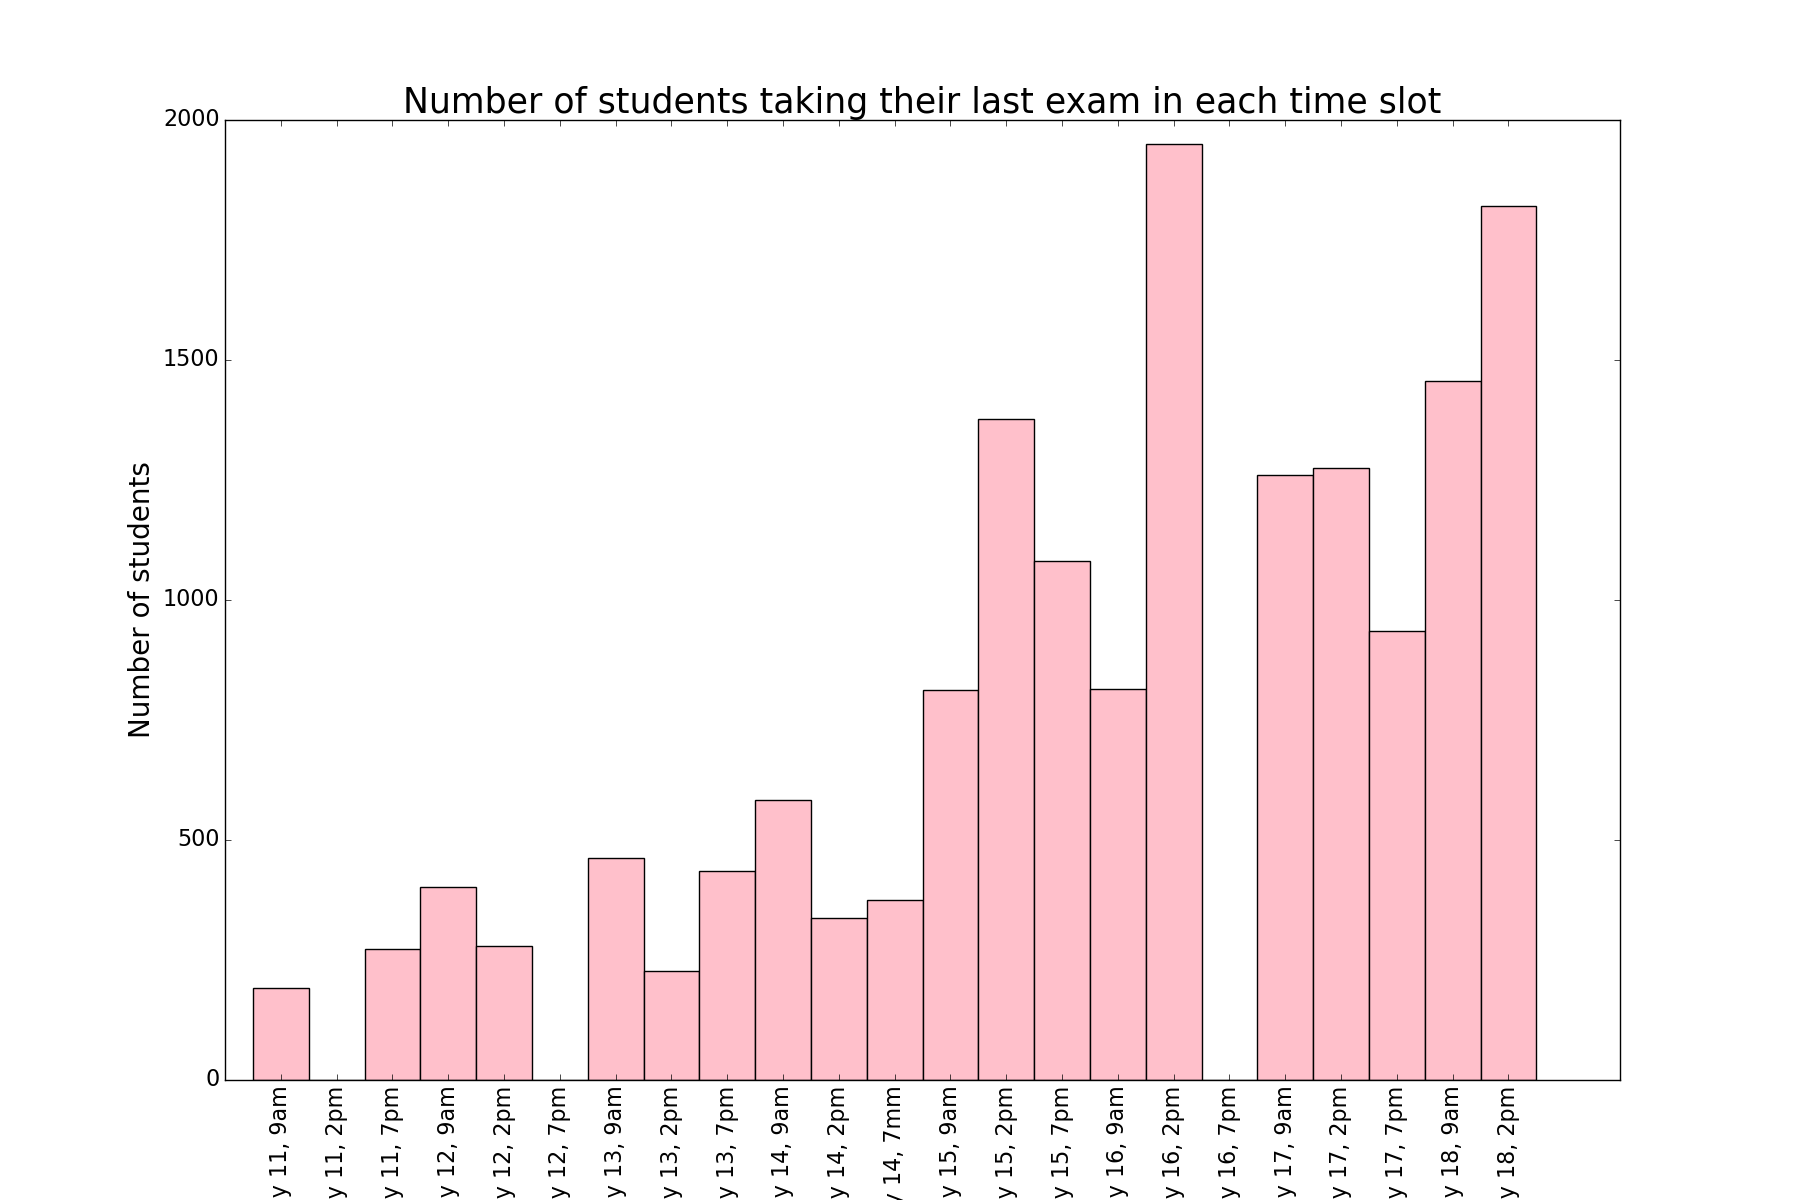 Number of students taking their last exam in each time slot
Number of students
2000
1500
1000
500
0
y 11, 9am
y 11, 2pm
y 11, 7pm
y 12, 9am
y 12, 2pm
y 12, 7pm
y 13, 9am
y 13, 2pm
y 13, 7pm
y 14, 9am
y 14, 2pm
y 14, 7mm
y 15, 9am
y 15, 2pm
y 15, 7pm
y 16, 9am
y 16, 2pm
y 16, 7pm
y 17, 9am
y 17, 2pm
y 17, 7pm
y 18, 9am
y 18, 2pm